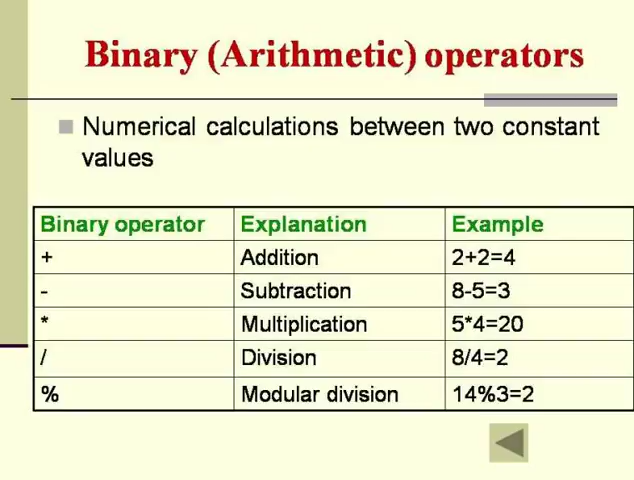 Binary (Arithmetic) operators
Numerical calculations between two constant
values
Binary operator Explanation Example
+ Addition 2+2=4
- Subtraction 8-5=3
* Multiplication 5*4=20
/ Division 8/4=2
% Modular division 14%3=2